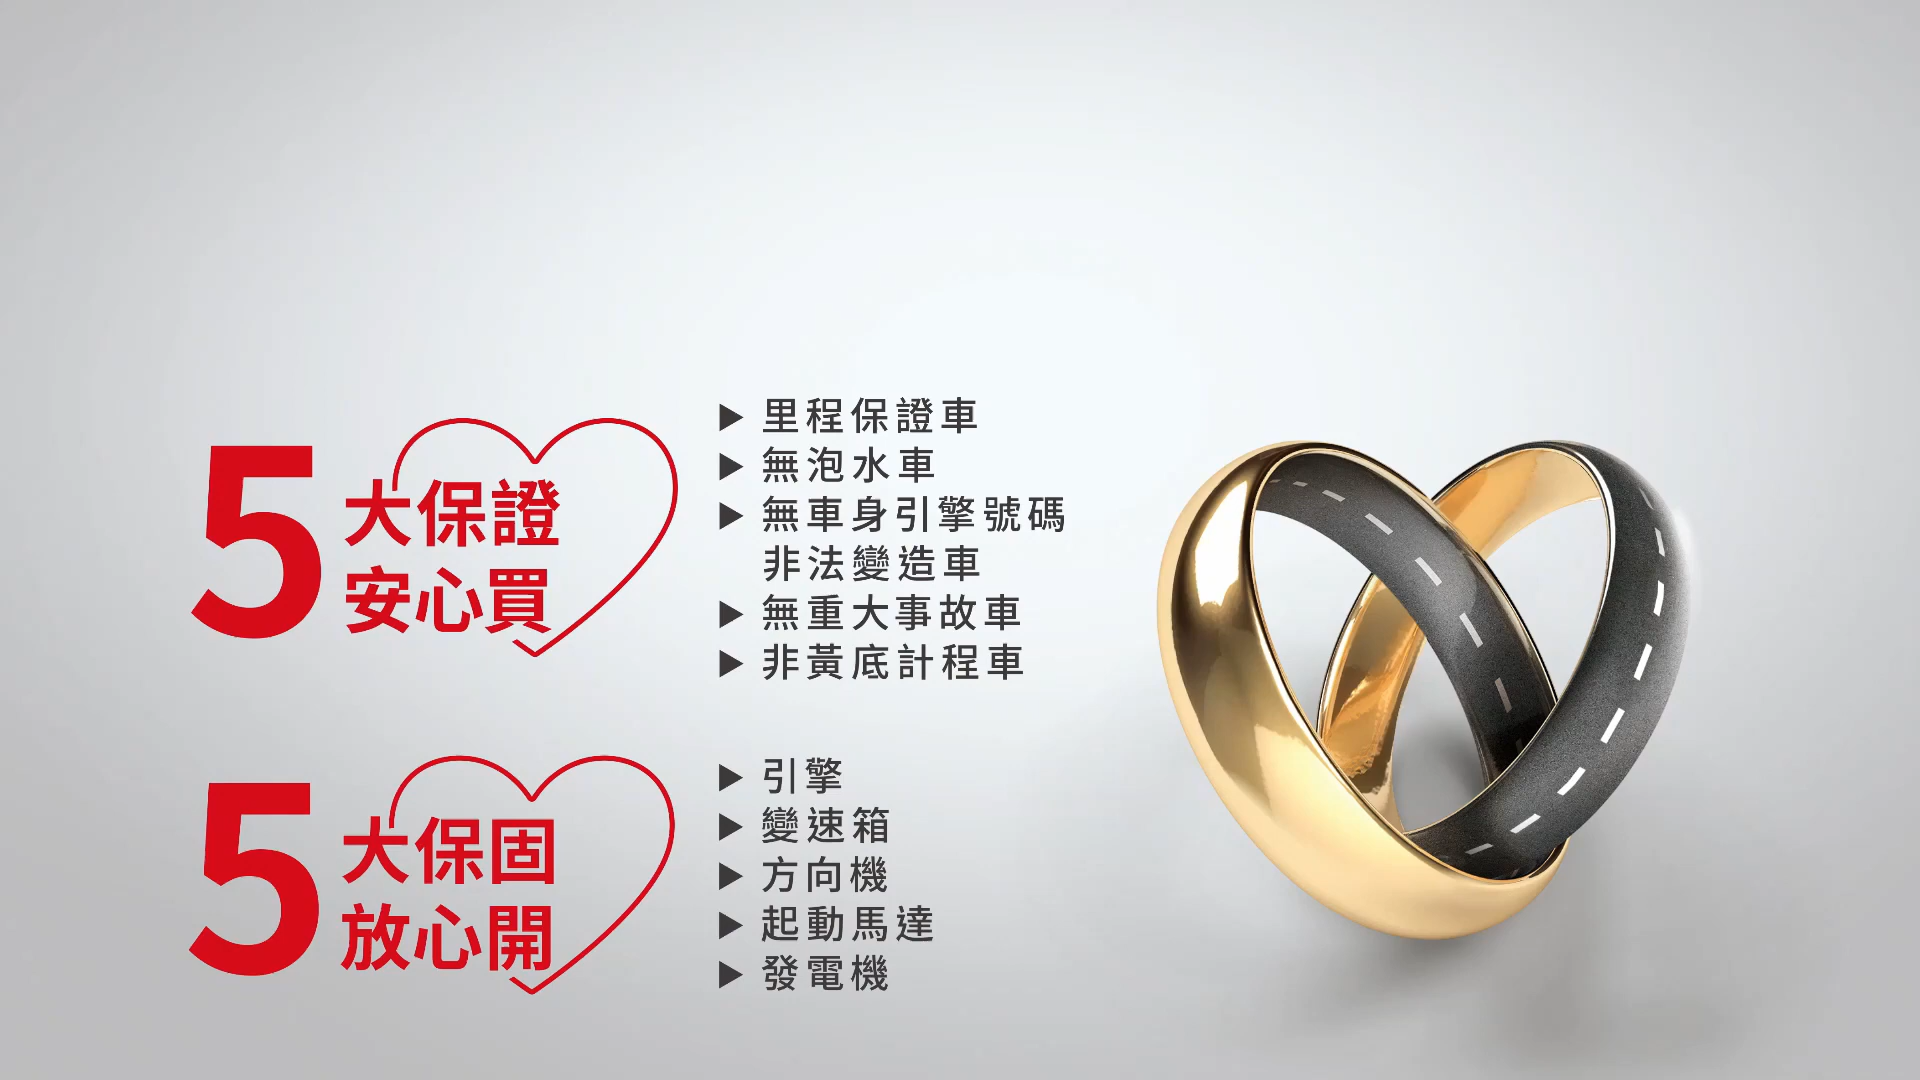 5大保證
安心買
里程保證車
無泡水車
無車身引擎號碼
非法變造車
無重大事故車
非黃底計程車
5大保固
放心開
引擎
變速箱
方向機
起動馬達
發電機